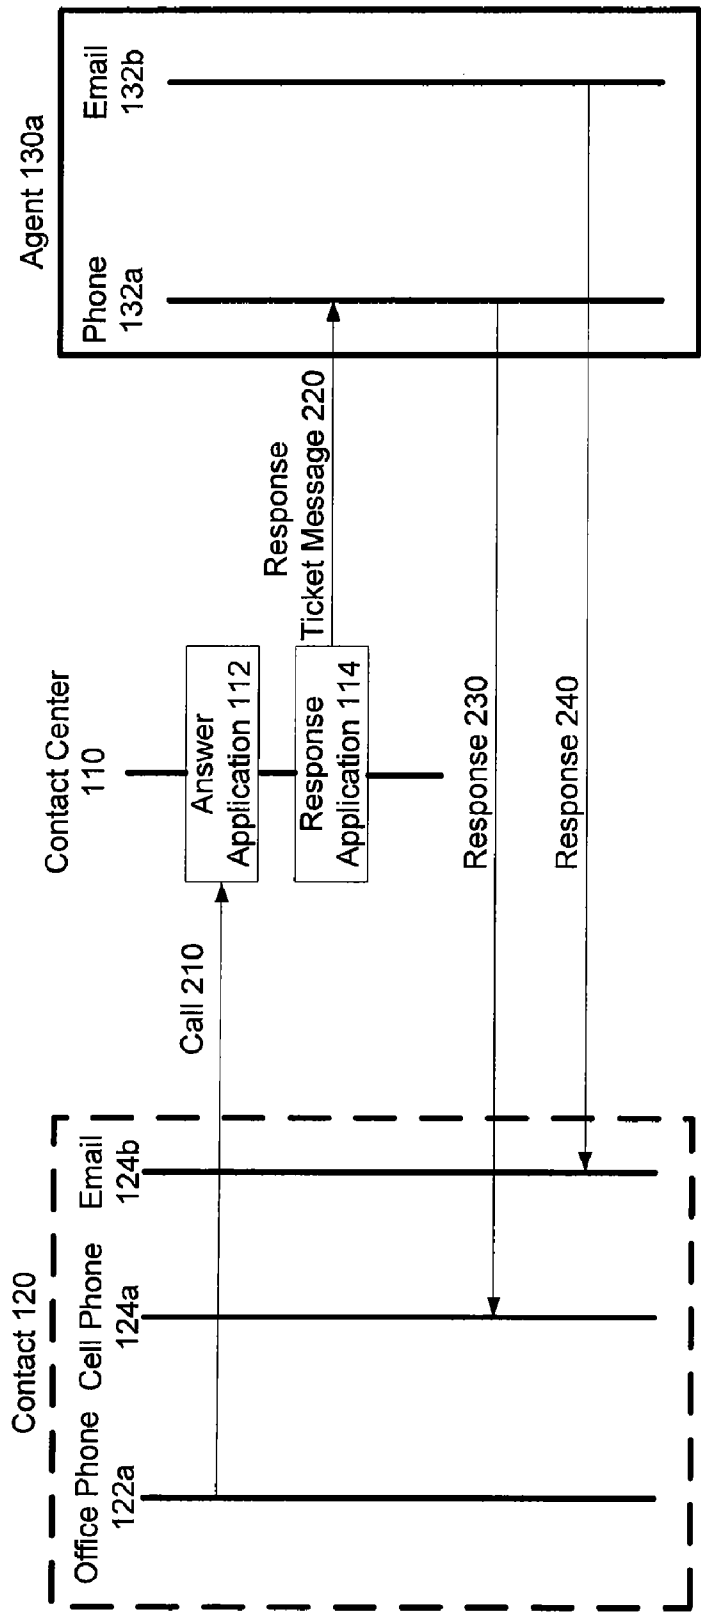 Contact 120
Office Phone
122a
Cell Phone
124a
Email
124b
Contact Center
110
Agent 130a
Phone
132a
Email
132b
Call 210
Answer
Application 112
Response
Application 114
Response
Ticket Message 220
Response 230
Response 240